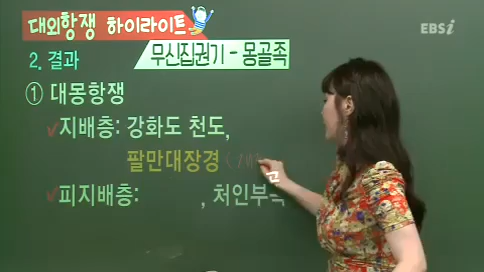 대외항쟁 하이라이트
EBSi
무신집권기 - 몽골족
2. 결과
① 대몽항쟁
✓지배층: 강화도 천도,
팔만대장경
고
✓피지배층: , 처인부곡